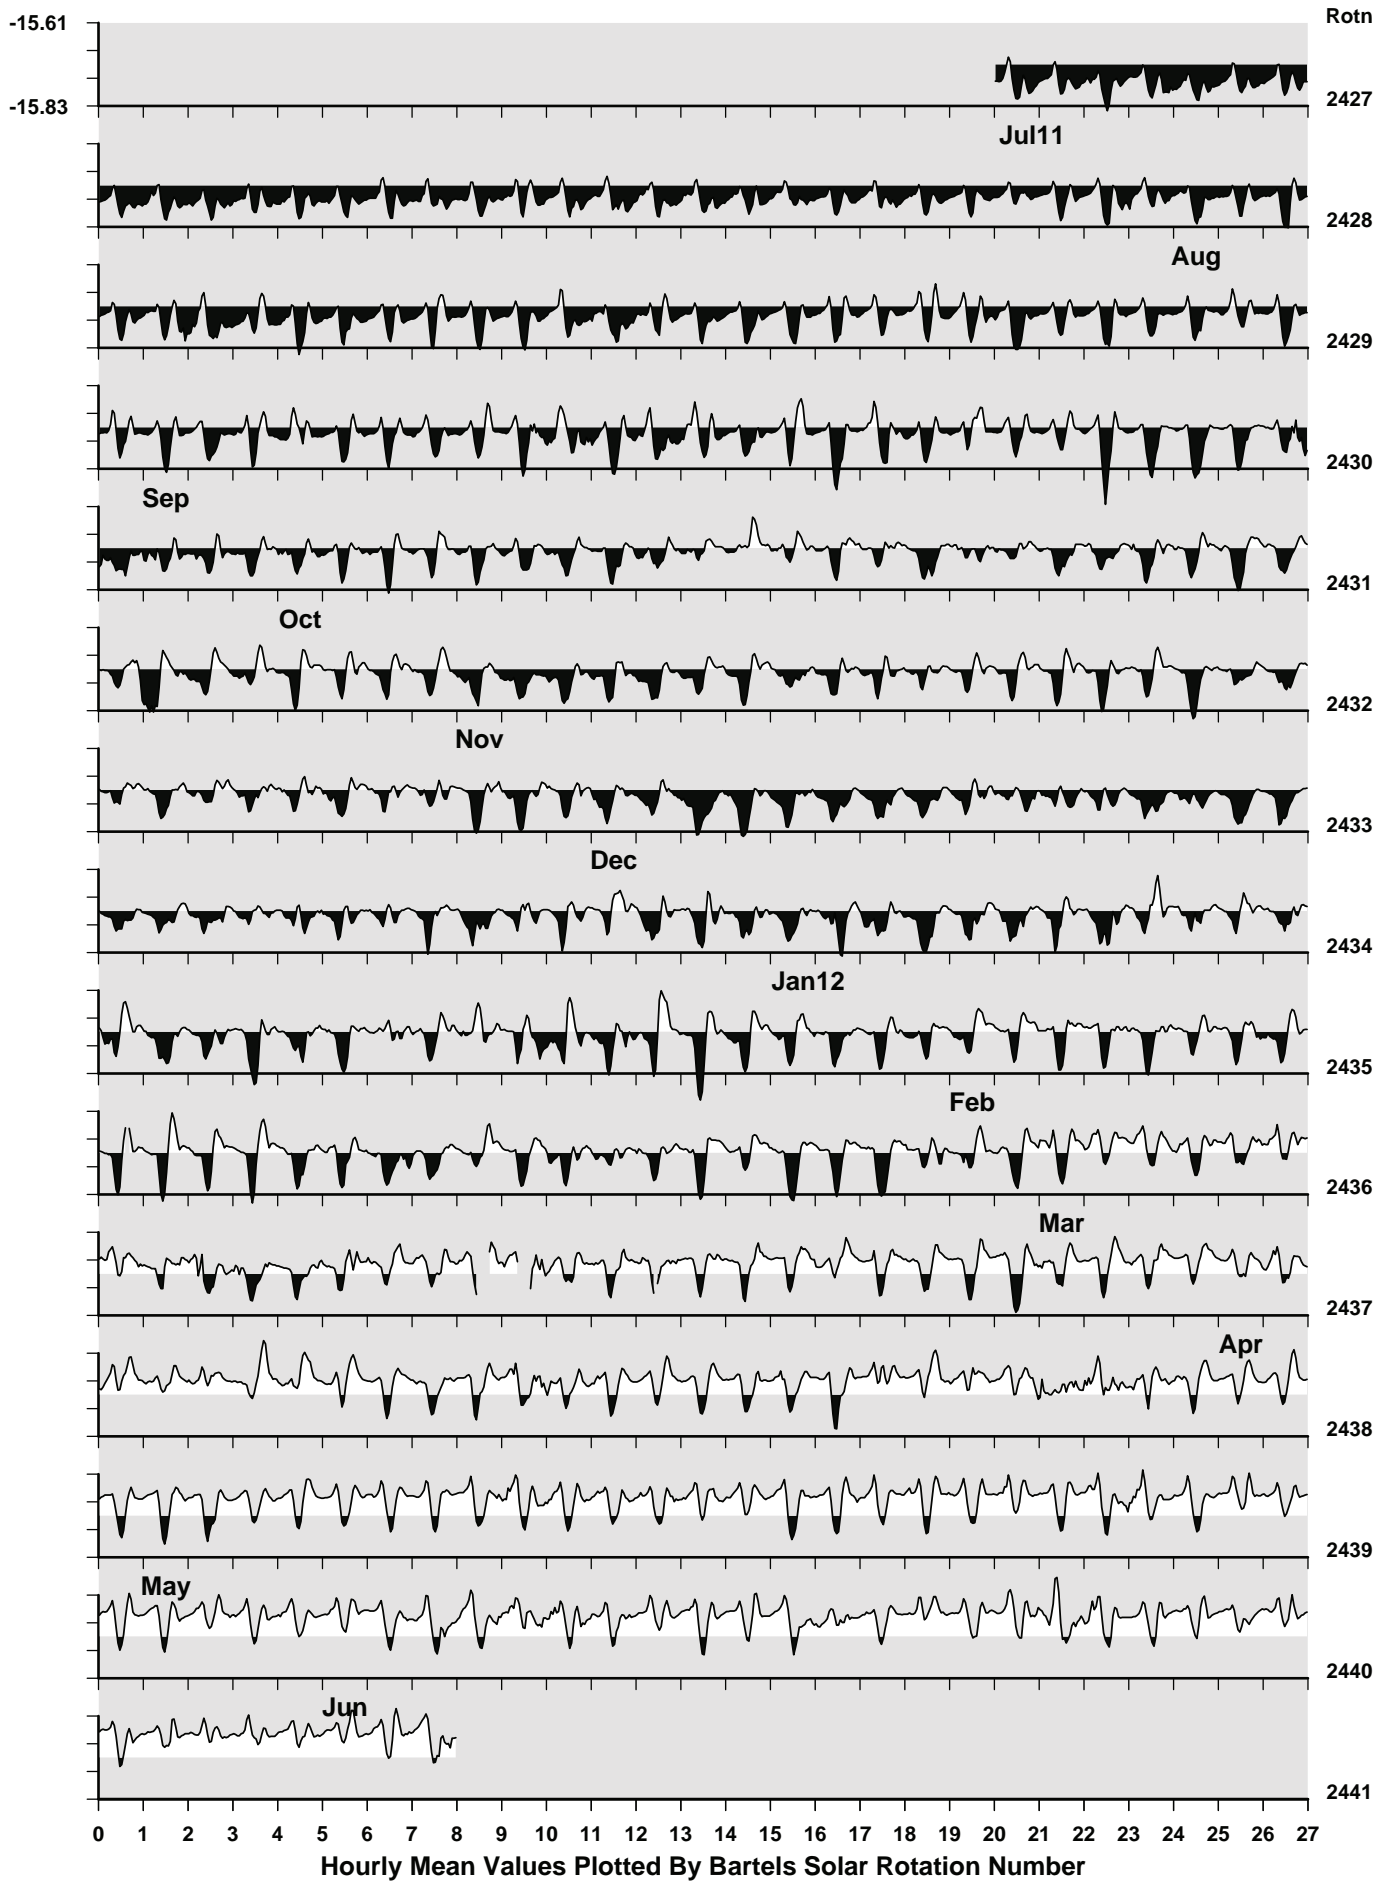 -15.61
Rotn
-15.83
2427
Jul11
2428
Aug
2429
2430
Sep
2431
Oct
2432
Nov
2433
Dec
2434
Jan12
2435
Feb
2436
Mar
2437
Apr
2438
2439
May
2440
Jun
2441
0 1 2 3 4 5 6 7 8 9 10 11 12 13 14 15 16 17 18 19 20 21 22 23 24 25 26 27
Hourly Mean Values Plotted By Bartels Solar Rotation Number